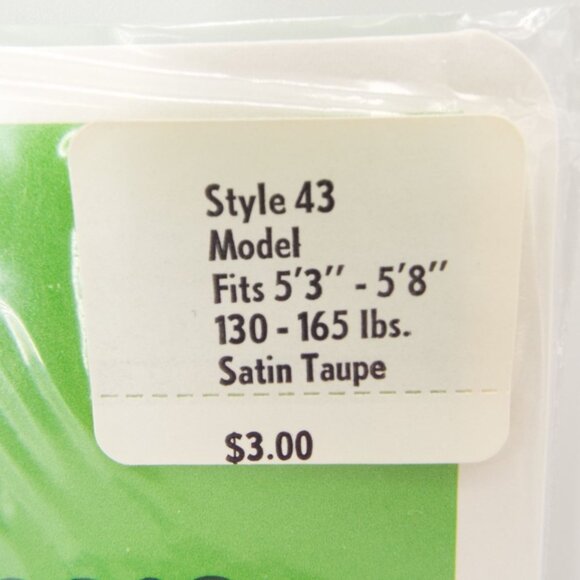 Style 43
Model
Fits 5'3" - 5'8"
130 - 165 lbs.
Satin Taupe
$3.00